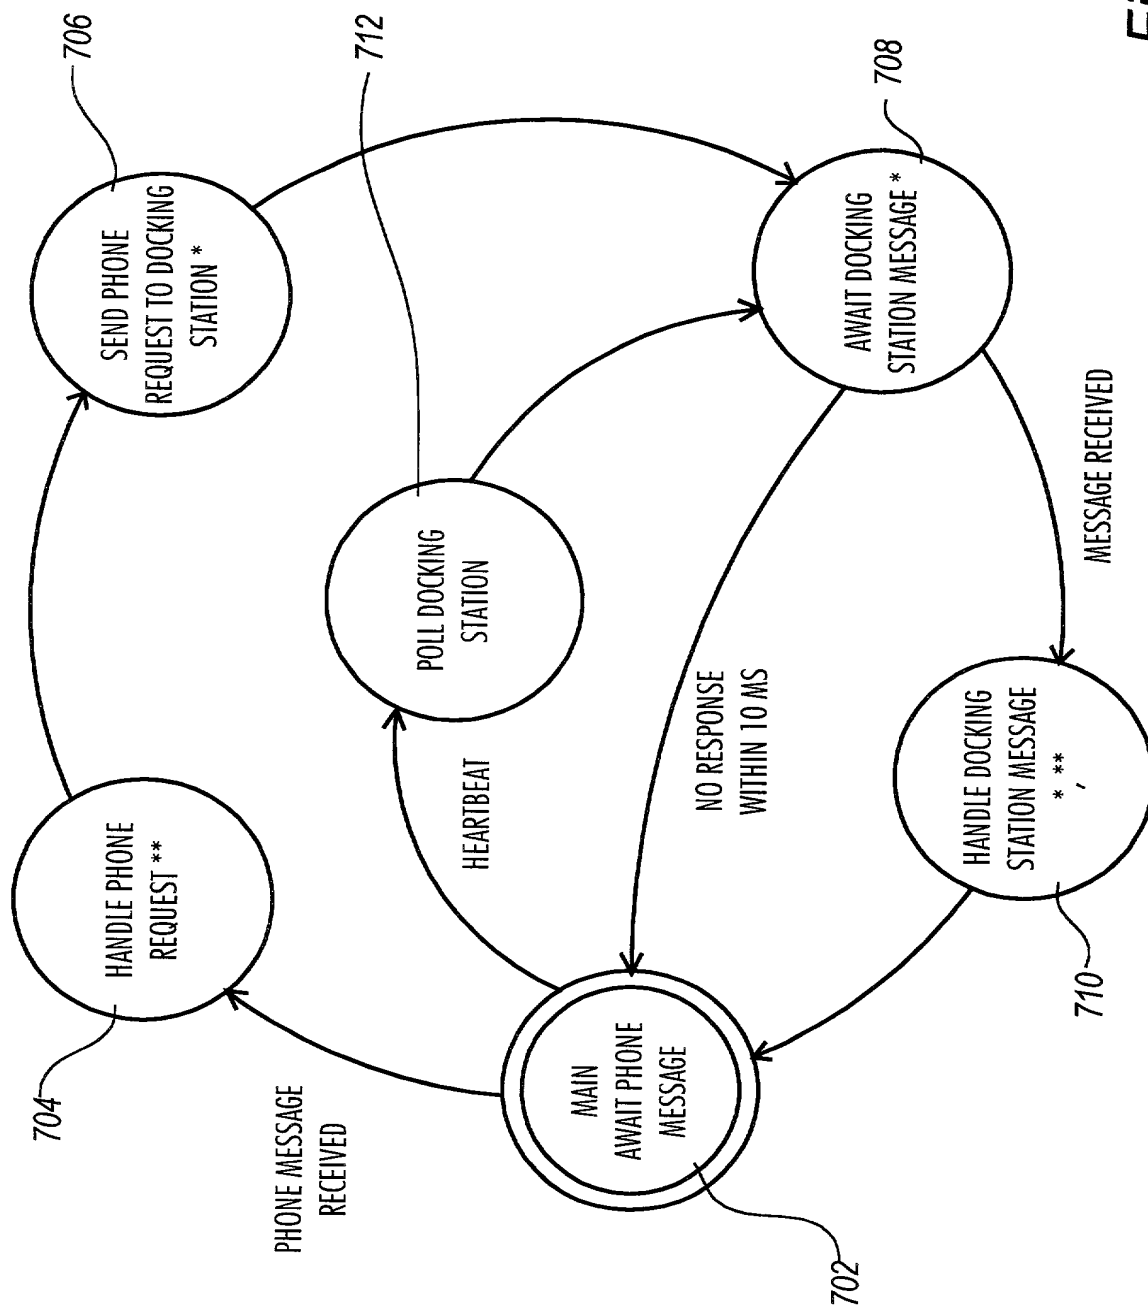 704
706
HANDLE PHONE
REQUEST **
SEND PHONE
REQUEST TO DOCKING
STATION *
PHONE MESSAGE
RECEIVED
712
HEARTBEAT
POLL DOCKING
STATION
MAIN
AWAIT PHONE
MESSAGE
NO RESPONSE
WITHIN 10 MS
702
AWAIT DOCKING
STATION MESSAGE *
708
HANDLE DOCKING
STATION MESSAGE
* , **
MESSAGE RECEIVED
710